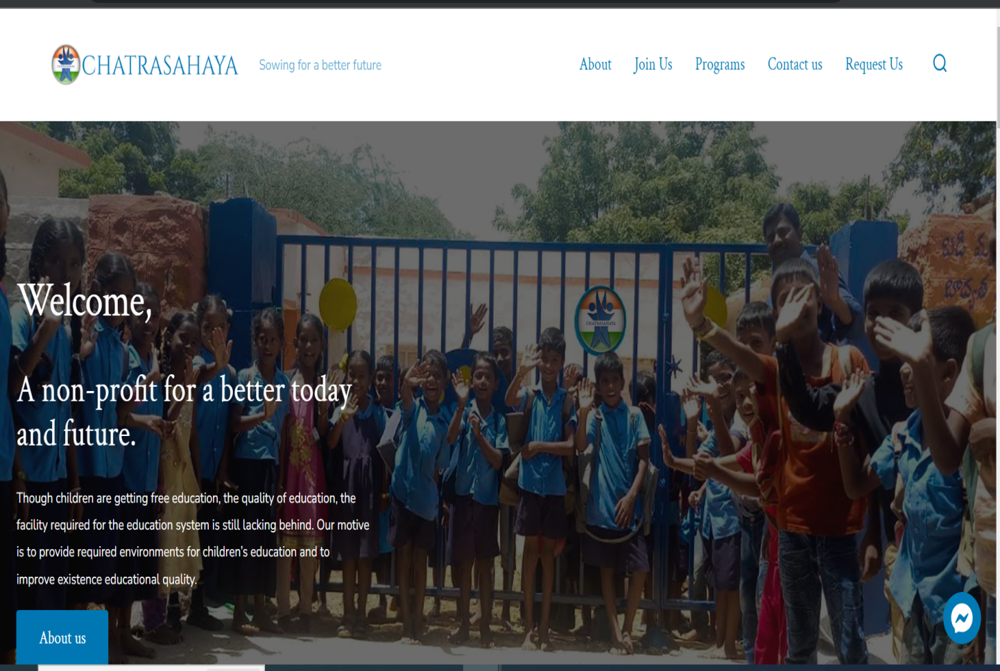 CHATRASAHAYA
Sowing for a better future
About
Join Us
Programs
Contact us
Request Us
CHATRASAHAYA
Welcome,
A non-profit for a better today
and future.
Though children are getting free education, the quality of education, the
facility required for the education system is still lacking behind. Our motive
is to provide required environments for children's education and to
improve existence educational quality.
About us